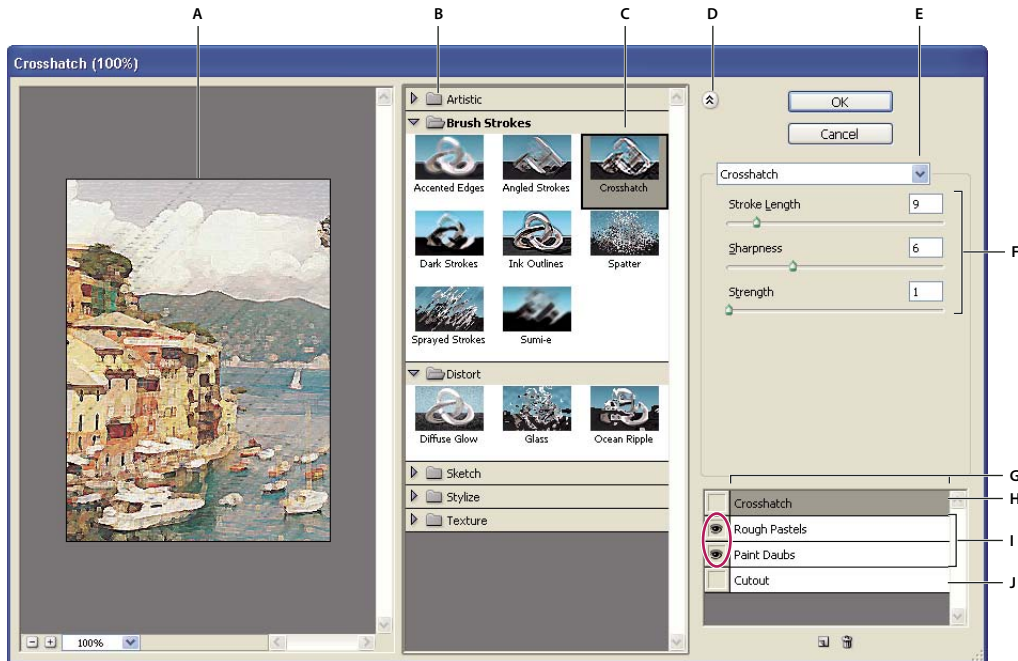 A B C D E
Crosshatch (100%)
Artistic
Brush Strokes
Accented Edges Angled Strokes Crosshatch
Dark Strokes Ink Outlines Spatter
Sprayed Strokes Sumi-e
Distort
Diffuse Glow Glass Ocean Ripple
Sketch
Stylize
Texture
100%
OK
Cancel
Crosshatch
Stroke Length 9
Sharpness 6
Strength 1
F
G
Crosshatch H
Rough Pastels
I
Paint Daubs
Cutout J